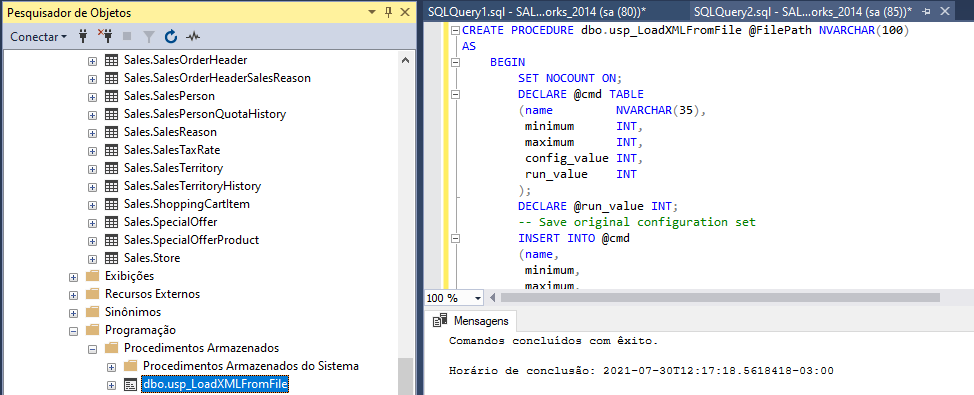 Pesquisador de Objetos
Conectar
Sales.SalesOrderHeader
Sales.SalesOrderHeaderSalesReason
Sales.SalesPerson
Sales.SalesPersonQuotaHistory
Sales.SalesReason
Sales.SalesTaxRate
Sales.SalesTerritory
Sales.SalesTerritoryHistory
Sales.ShoppingCartItem
Sales.SpecialOffer
Sales.SpecialOfferProduct
Sales.Store
Exibições
Recursos Externos
Sinônimos
Programação
Procedimentos Armazenados
Procedimentos Armazenados do Sistema
dbo.usp_LoadXMLFromFile
SQLQuery1.sql - SAL...orks_2014 (sa (80))*
SQLQuery2.sql - SAL...orks_2014 (sa (85))*
CREATE PROCEDURE dbo.usp_LoadXMLFromFile @FilePath NVARCHAR(100)
AS
BEGIN
SET NOCOUNT ON;
DECLARE @cmd TABLE
(name NVARCHAR(35),
minimum INT,
maximum INT,
config_value INT,
run_value INT
);
DECLARE @run_value INT;
-- Save original configuration set
INSERT INTO @cmd
(name,
minimum,
maximum,
100 %
Mensagens
Comandos concluídos com êxito.
Horário de conclusão: 2021-07-30T12:17:18.5618418-03:00